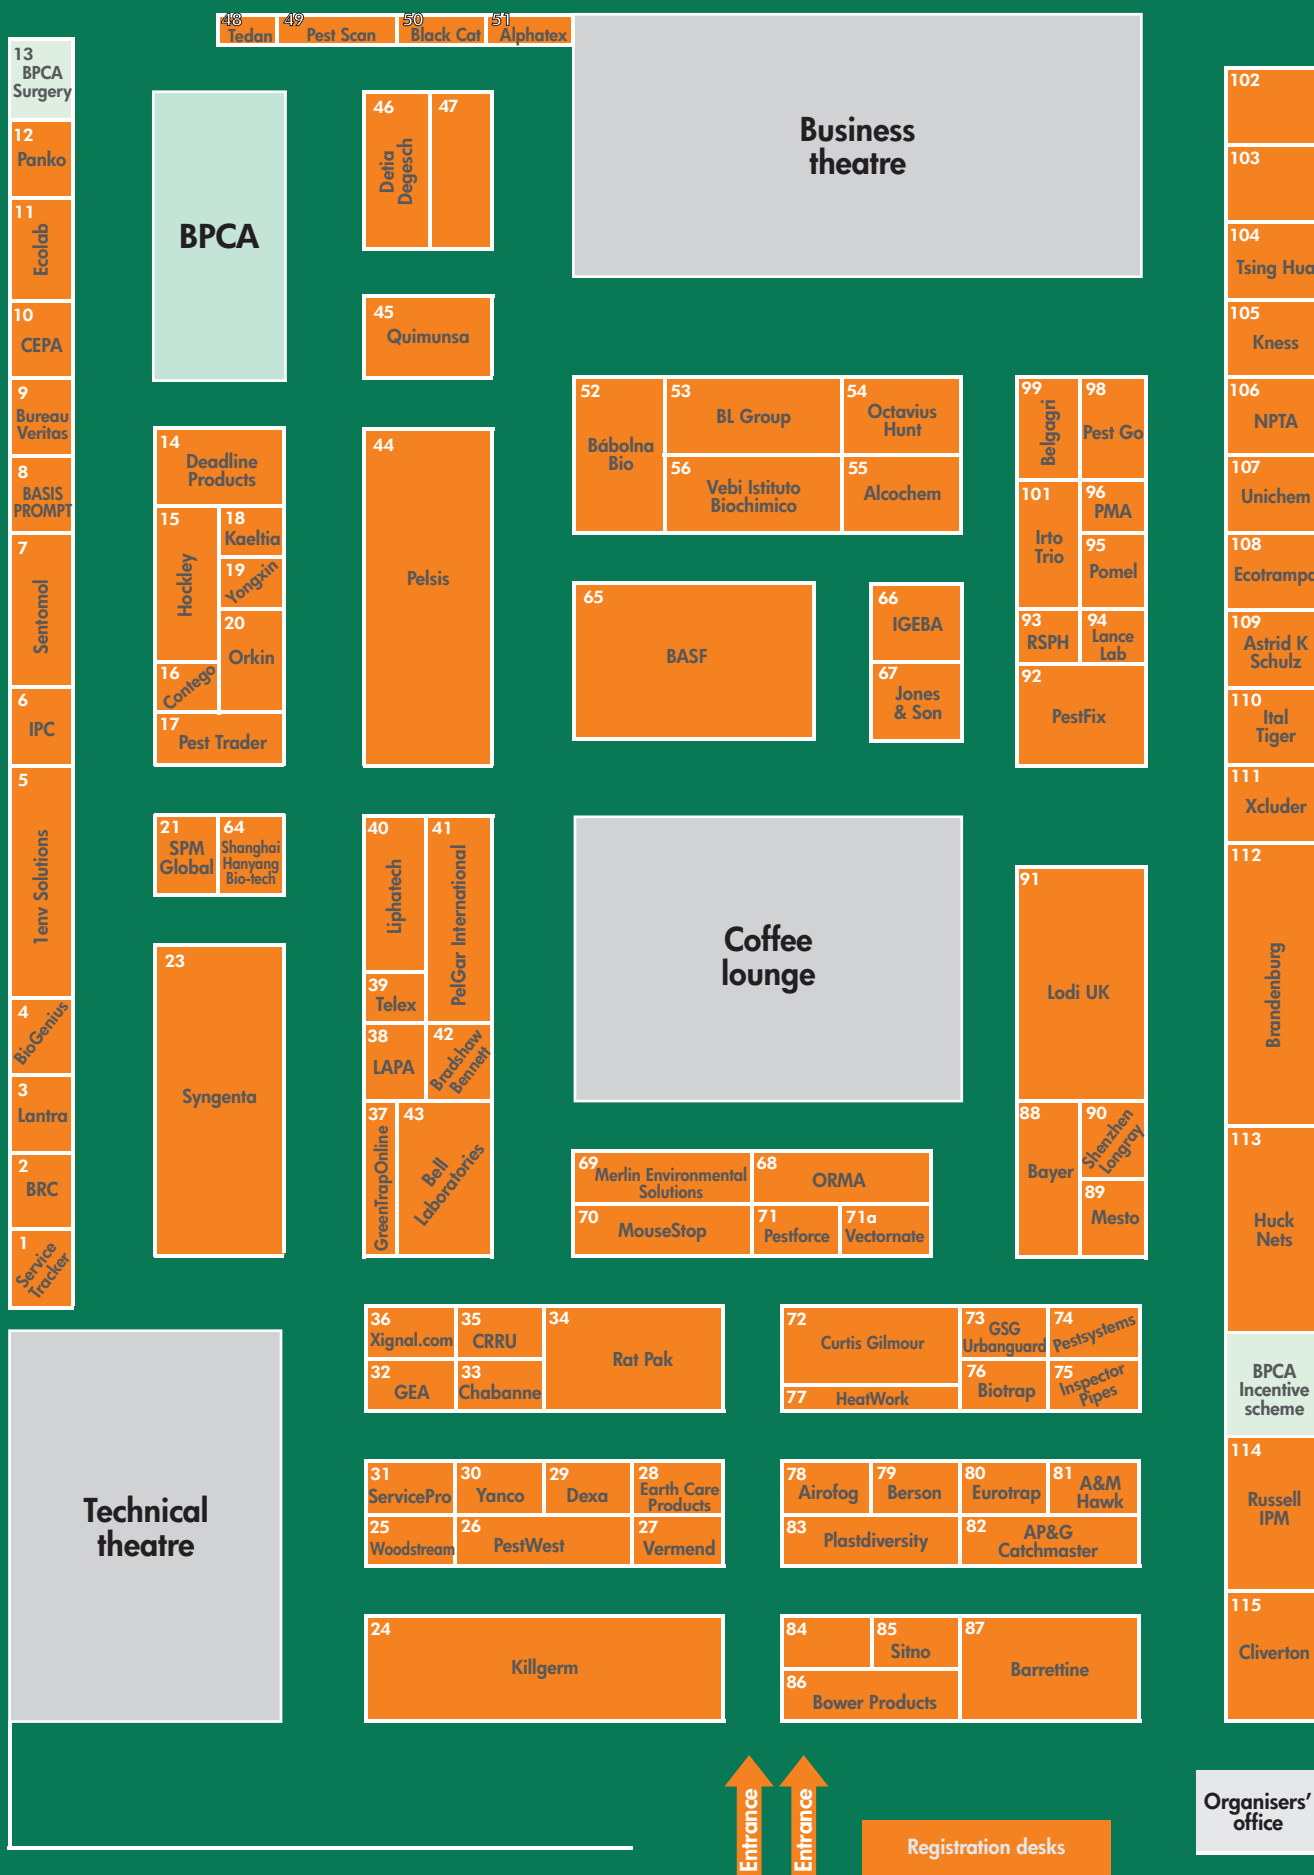 48
Tedan
49
Pest Scan
50
Black Cat
51
Alphatex
13
BPCA
Surgery
12
Panko
11
Ecolab
10
CEPA
9
Bureau
Veritas
8
BASIS
PROMPT
7
Sentomol
6
IPC
5
1env Solutions
4
BioGenius
3
Lantra
2
BRC
1
Service
Tracker
Technical
theatre
BPCA
14
Deadline
Products
15
Hockley
18
Kaeltia
19
Yongxin
20
Orkin
16
Contego
17
Pest Trader
21
SPM
Global
64
Shanghai
Hanyang
Bio-tech
23
Syngenta
46
Detia
Degesch
47
45
Quimunsa
44
Pelsis
40
Liphatech
41
PelGar International
39
Telex
38
LAPA
42
Bradshaw
Bennett
37
GreenTrapOnline
43
Bell
Laboratories
36
Xignal.com
35
CRRU
34
Rat Pak
32
GEA
33
Chabanne
31
ServicePro
30
Yanco
29
Dexa
28
Earth Care
Products
25
Woodstream
26
PestWest
27
Vermend
24
Killgerm
Business
theatre
52
Bábolna
Bio
53
BL Group
54
Octavius
Hunt
56
Vebi Istituto
Biochimico
55
Alcochem
65
BASF
66
IGEBA
67
Jones
& Son
Coffee
lounge
69
Merlin Environmental
Solutions
68
ORMA
70
MouseStop
71
Pestforce
71a
Vectornate
72
Curtis Gilmour
73
GSG
Urbanguard
74
Pestsystems
77
HeatWork
76
Biotrap
75
Inspector
Pipes
78
Airofog
79
Berson
80
Eurotrap
81
A&M
Hawk
83
Plastdiversity
82
AP&G
Catchmaster
84
85
Sitno
86
Bower Products
87
Barrettine
99
Belgagri
98
Pest Go
101
Irto
Trio
96
PMA
95
Pomel
93
RSPH
94
Lance
Lab
92
PestFix
91
Lodi UK
88
Bayer
90
Shenzhen
Longray
89
Mesto
102
103
104
Tsing Hua
105
Kness
106
NPTA
107
Unichem
108
Ecotrampa
109
Astrid K
Schulz
110
Ital
Tiger
111
Xcluder
112
Brandenburg
113
Huck
Nets
BPCA
Incentive
scheme
114
Russell
IPM
115
Cliverton
Entrance
Entrance
Registration desks
Organisers'
office